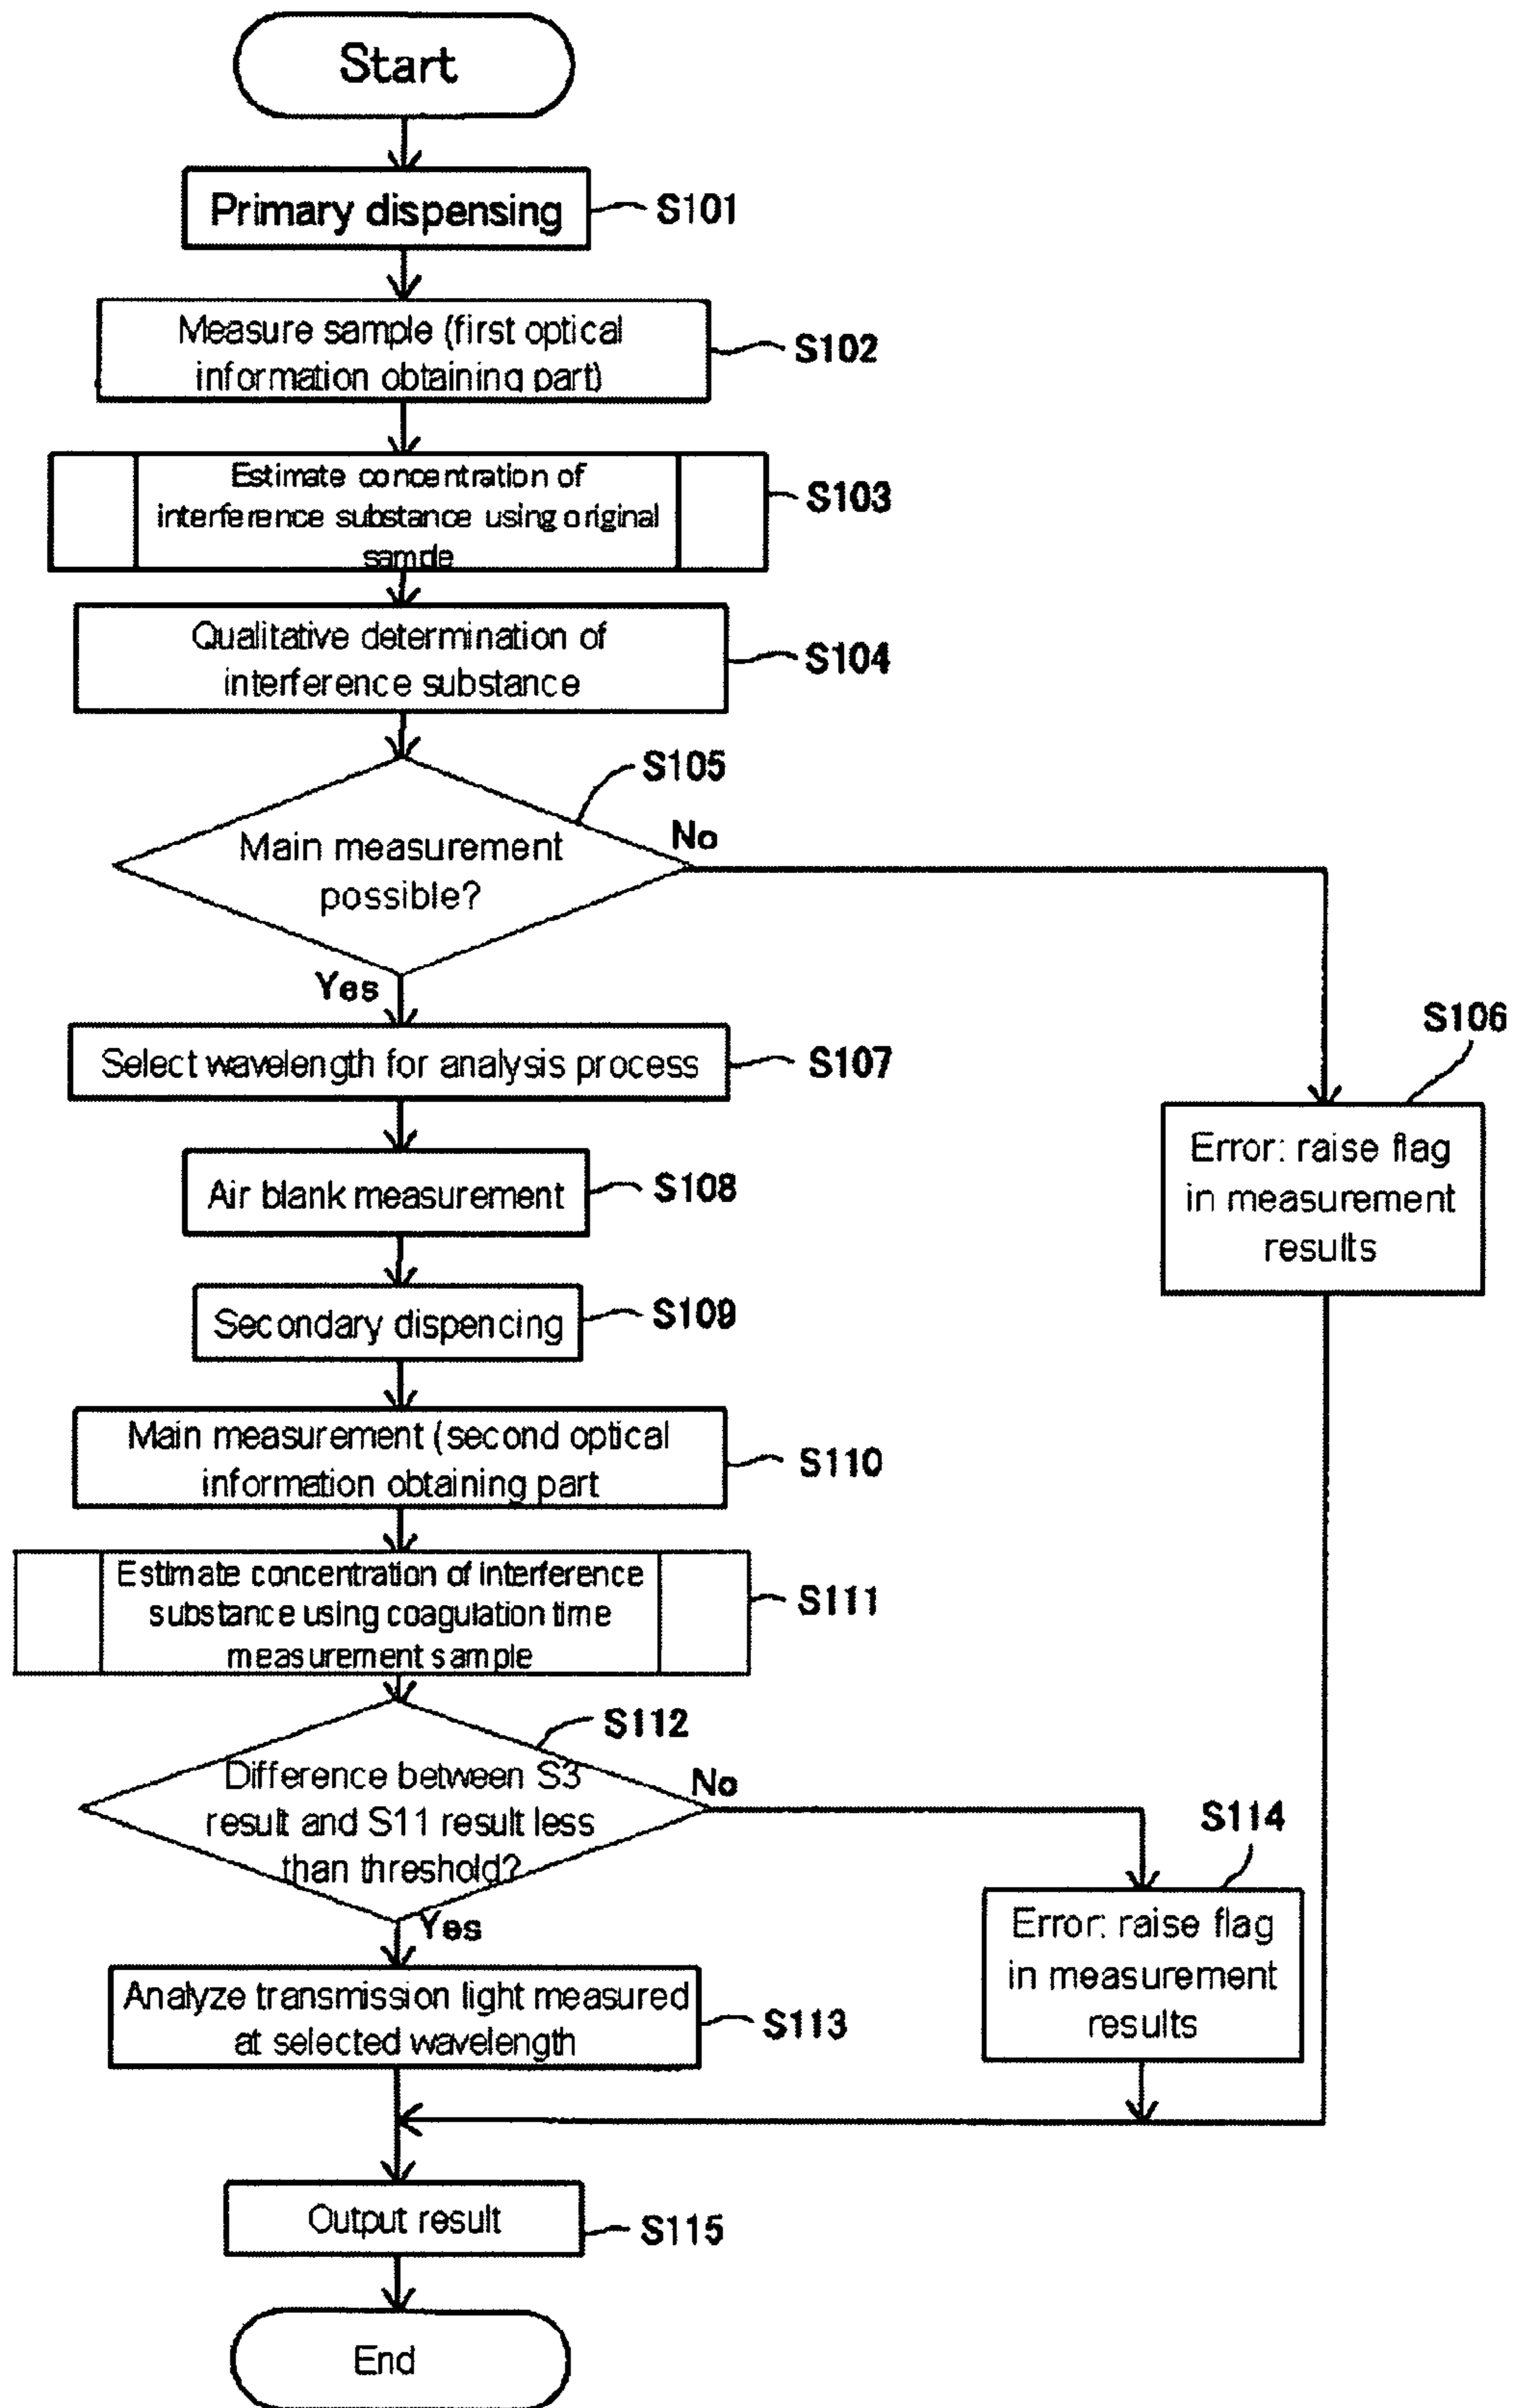 Start
Primary dispensing
S101
Measure sample (first optical
information obtaining part)
S102
Estimate concentration of
interference substance using original
sample
S103
Qualitative determination of
interference substance
S104
S105
Main measurement
possible?
No
Yes
Select wavelength for analysis process
S107
S106
Error: raise flag
in measurement
results
Air blank measurement
S108
Secondary dispencing
S109
Main measurement (second optical
information obtaining part
S110
Estimate concentration of interference
substance using coagulation time
measurement sample
S111
S112
Difference between S3
result and S11 result less
than threshold?
No
Yes
S114
Error: raise flag
in measurement
results
Analyze transmission light measured
at selected wavelength
S113
Output result
S115
End